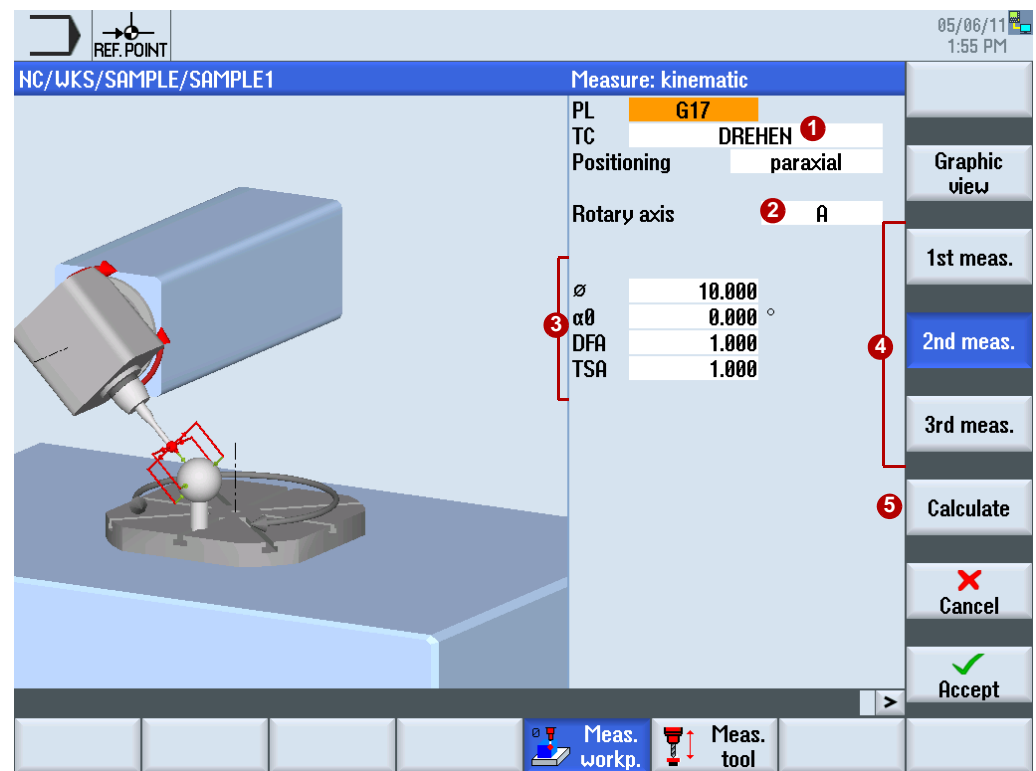 REF. POINT
05/06/11
1:55 PM
NC/WKS/SAMPLE/SAMPLE1
Measure: kinematic
PL G17
TC DREHEN 1
Positioning paraxial
Rotary axis 2 A
3
ø 10.000
α0 0.000 °
DFA 1.000
TSA 1.000
4
Graphic
view
1st meas.
2nd meas.
3rd meas.
5 Calculate
Cancel
Accept
>
ø Meas.
workp.
Meas.
tool